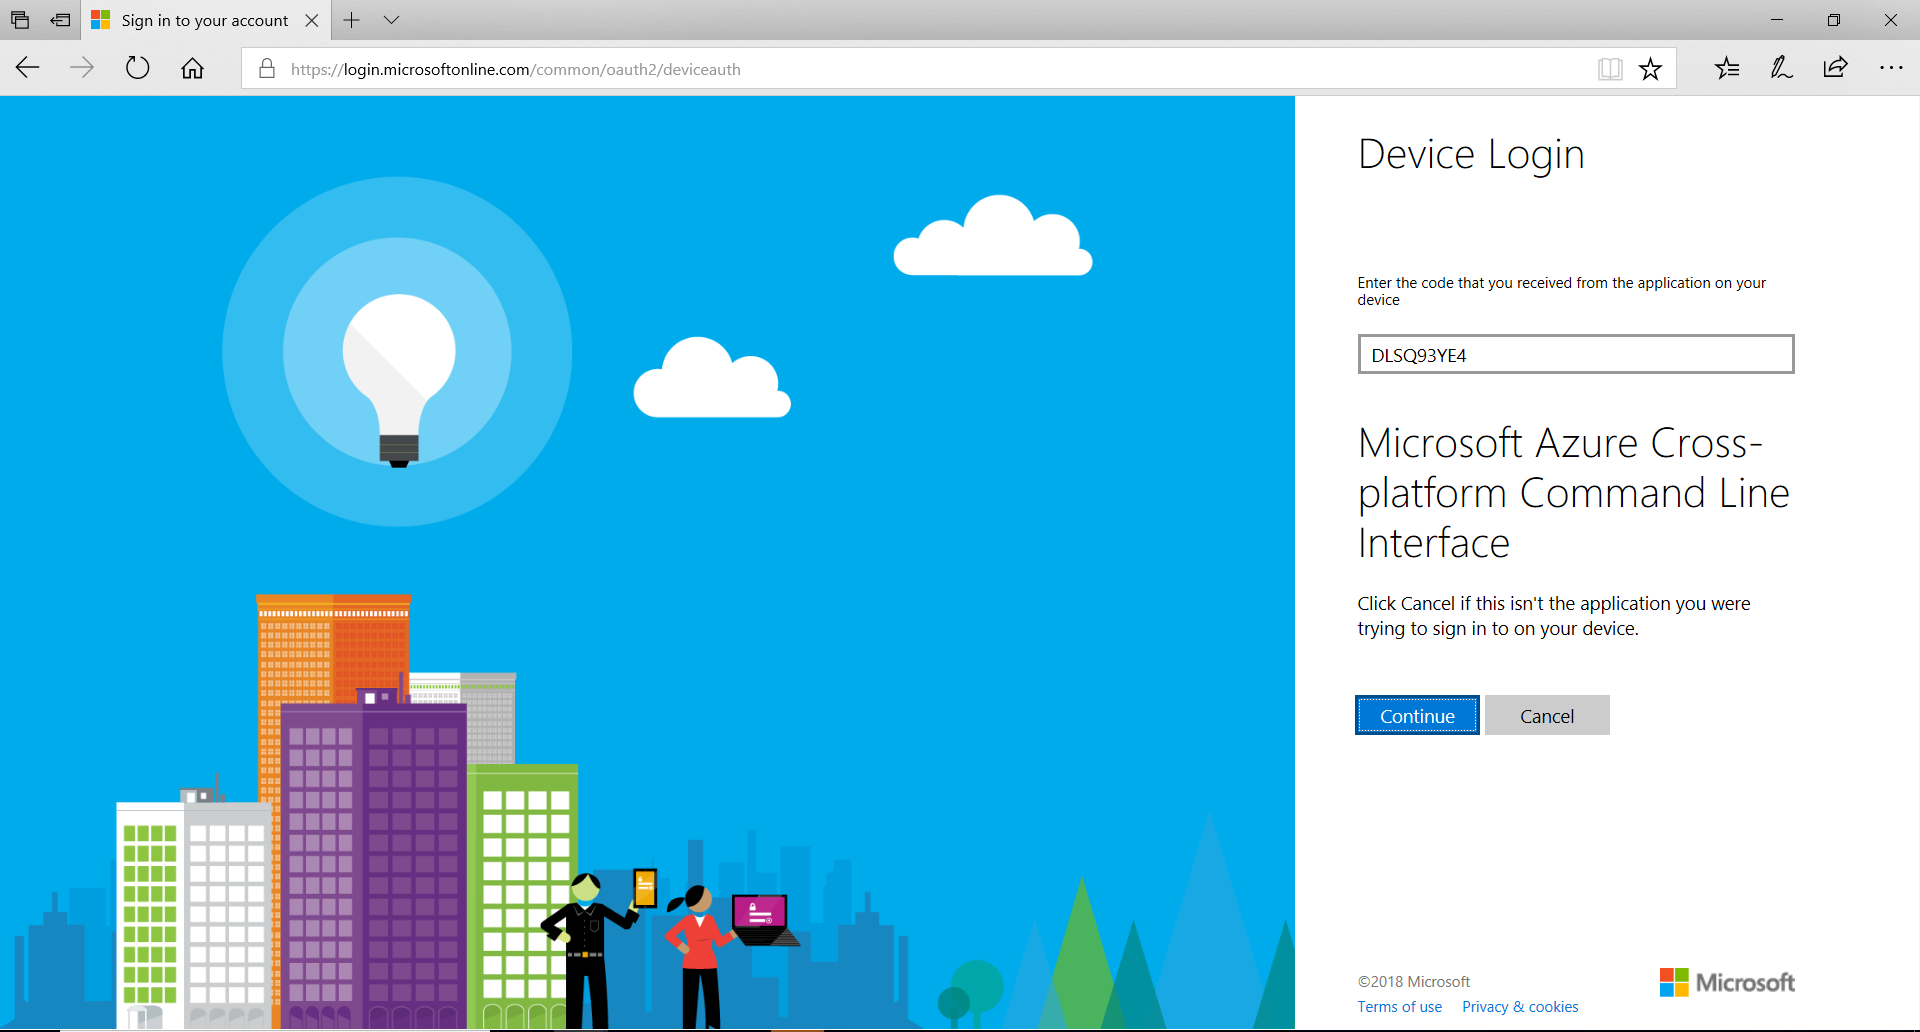 Sign in to your account
https://login.microsoftonline.com/common/oauth2/deviceauth
Device Login
Enter the code that you received from the application on your
device
DLSQ93YE4
Microsoft Azure Cross-
platform Command Line
Interface
Click Cancel if this isn't the application you were
trying to sign in to on your device.
Continue Cancel
©2018 Microsoft
Microsoft
Terms of use Privacy & cookies